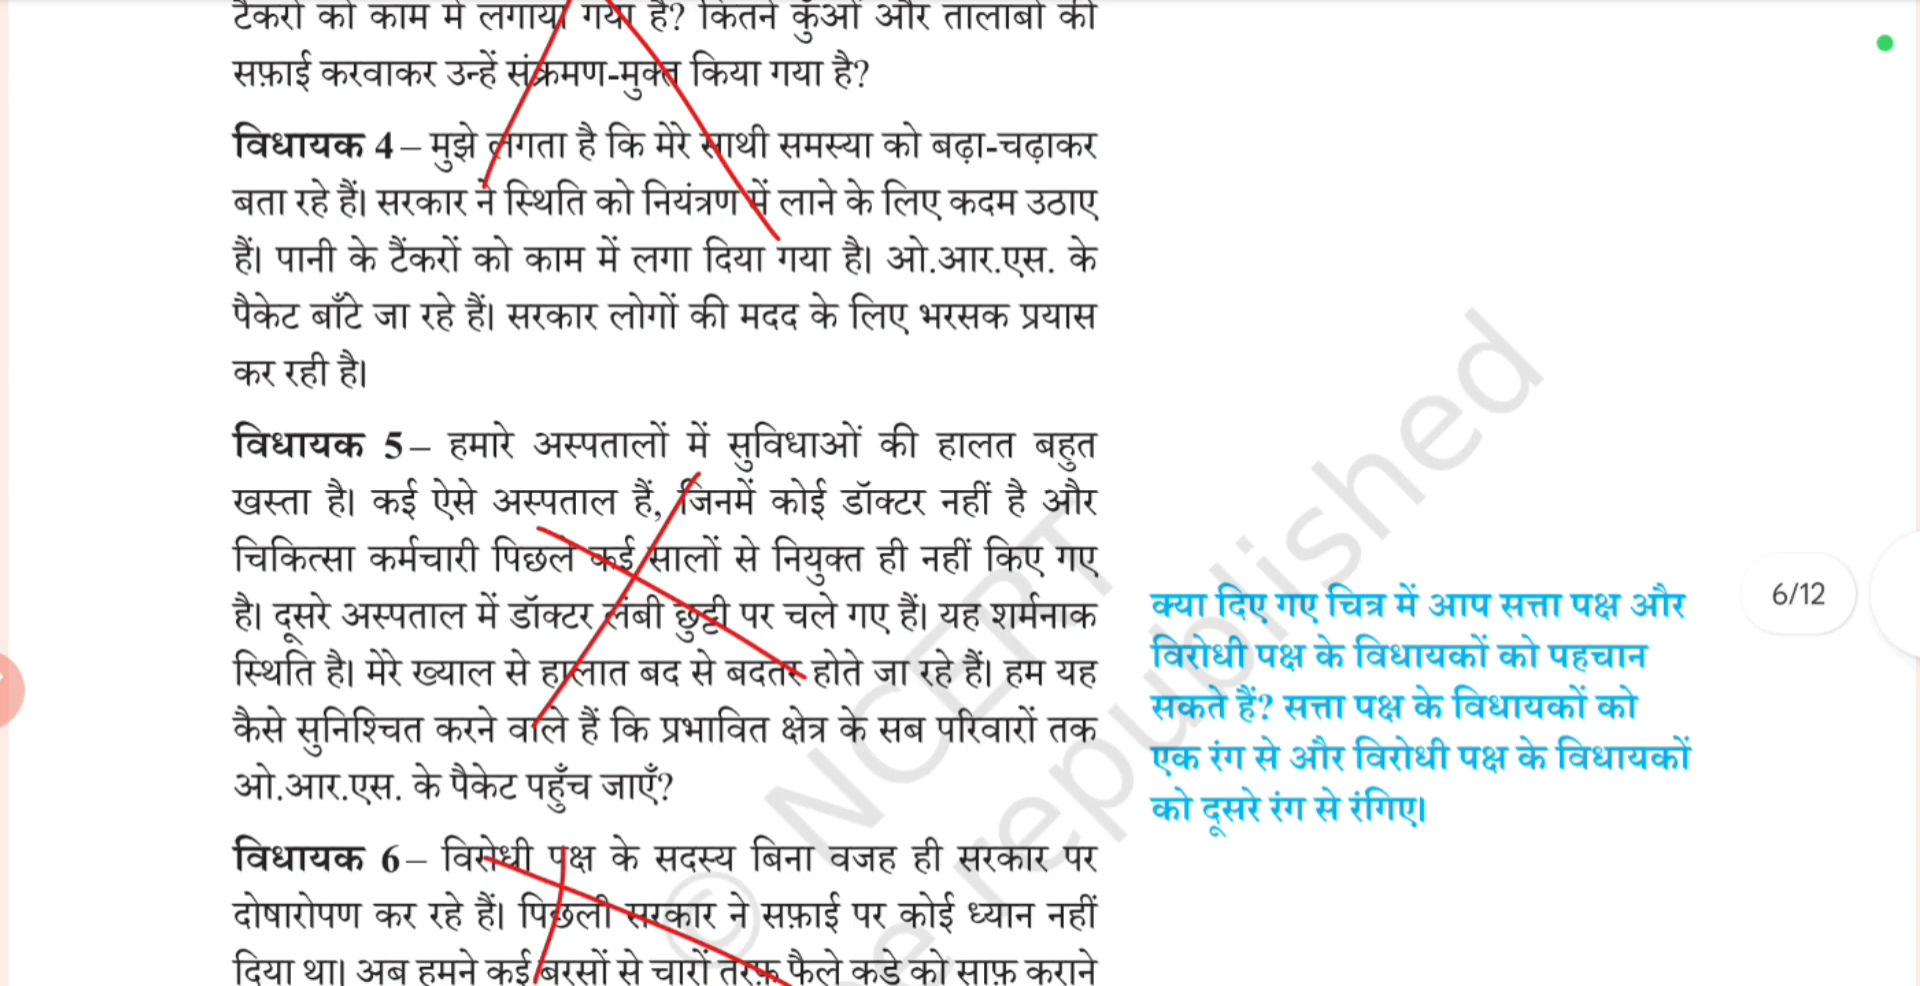 टैंकरों को काम में लगाया गया है? कितने कुँओं और तालाबों की
सफ़ाई करवाकर उन्हें संक्रमण-मुक्त किया गया है?
विधायक 4 – मुझे लगता है कि मेरे साथी समस्या को बढ़ा-चढ़ाकर
बता रहे हैं। सरकार ने स्थिति को नियंत्रण में लाने के लिए कदम उठाए
हैं। पानी के टैंकरों को काम में लगा दिया गया है। ओ.आर.एस. के
पैकेट बाँटे जा रहे हैं। सरकार लोगों की मदद के लिए भरसक प्रयास
कर रही है।
विधायक 5 – हमारे अस्पतालों में सुविधाओं की हालत बहुत
खस्ता है। कई ऐसे अस्पताल हैं, जिनमें कोई डॉक्टर नहीं है और
चिकित्सा कर्मचारी पिछले कई सालों से नियुक्त ही नहीं किए गए
है। दूसरे अस्पताल में डॉक्टर लंबी छुट्टी पर चले गए हैं। यह शर्मनाक
स्थिति है। मेरे ख्याल से हालात बद से बदतर होते जा रहे हैं। हम यह
कैसे सुनिश्चित करने वाले हैं कि प्रभावित क्षेत्र के सब परिवारों तक
ओ.आर.एस. के पैकेट पहुँच जाएँ?
विधायक 6 – विरोधी पक्ष के सदस्य बिना वजह ही सरकार पर
दोषारोपण कर रहे हैं। पिछली सरकार ने सफ़ाई पर कोई ध्यान नहीं
दिया था। अब हमने कई बरसों से चारों तरफ़ फैले कूड़े को साफ़ कराने
क्या दिए गए चित्र में आप सत्ता पक्ष और
विरोधी पक्ष के विधायकों को पहचान
सकते हैं? सत्ता पक्ष के विधायकों को
एक रंग से और विरोधी पक्ष के विधायकों
को दूसरे रंग से रंगिए।
6/12
© NCERT
republished